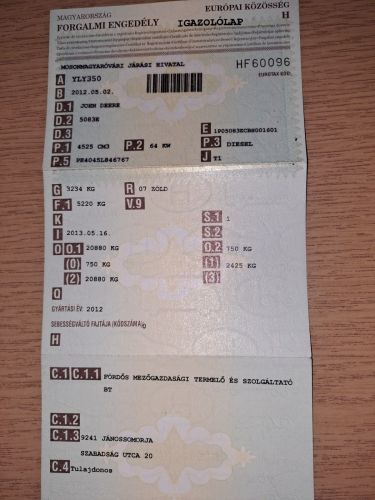 MAGYARORSZÁG
EURÓPAI KÖZÖSSÉG
FORGALMI ENGEDÉLY IGAZOLÓLAP H
MOSONMAGYARÓVÁRI JÁRÁSI HIVATAL
HF60096
A YLY350
B 2012.05.02.
D.1 JOHN DEERE
D.2 5083E
D.3
E 1P05083ECB8001601
P.1 4525 CM3 P.2 64 KW P.3 DIESEL
P.5 PE4045L846767 J T1
G 3234 KG R 07 ZÖLD
F.1 5220 KG V.9
K S.1 1
I 2013.05.16. S.2
O O.1 20880 KG O.2 750 KG
(0) 750 KG (1) 2425 KG
(2) 20880 KG (3)
Q
GYÁRTÁSI ÉV: 2012
SEBESSÉGVÁLTÓ FAJTÁJA (KÓDSZÁMA): 0
H
C.1 C.1.1 FORDÓS MEZŐGAZDASÁGI TERMELŐ ÉS SZOLGÁLTATÓ
BT
C.1.2
C.1.3 9241 JÁNOSSOMORJA
SZABADSÁG UTCA 20
C.4 Tulajdonos